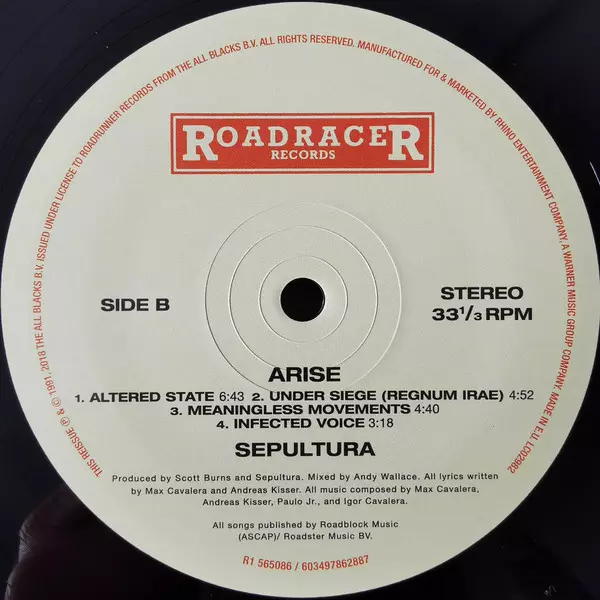 THIS REISSUE ℗ & © 1991, 2018 THE ALL BLACKS B.V. ISSUED UNDER LICENSE TO ROADRUNNER RECORDS FROM THE ALL BLACKS B.V. ALL RIGHTS RESERVED. MANUFACTURED FOR & MARKETED BY RHINO ENTERTAINMENT COMPANY, A WARNER MUSIC GROUP COMPANY. MADE IN E.U. LC02982
ROADRACER
RECORDS
SIDE B
STEREO
33 1/3 RPM
ARISE
1. ALTERED STATE 6:43 2. UNDER SIEGE (REGNUM IRAE) 4:52
3. MEANINGLESS MOVEMENTS 4:40
4. INFECTED VOICE 3:18
SEPULTURA
Produced by Scott Burns and Sepultura. Mixed by Andy Wallace. All lyrics written
by Max Cavalera and Andreas Kisser. All music composed by Max Cavalera,
Andreas Kisser, Paulo Jr., and Igor Cavalera.
All songs published by Roadblock Music
(ASCAP)/ Roadster Music BV.
R1 565086 / 603497862887